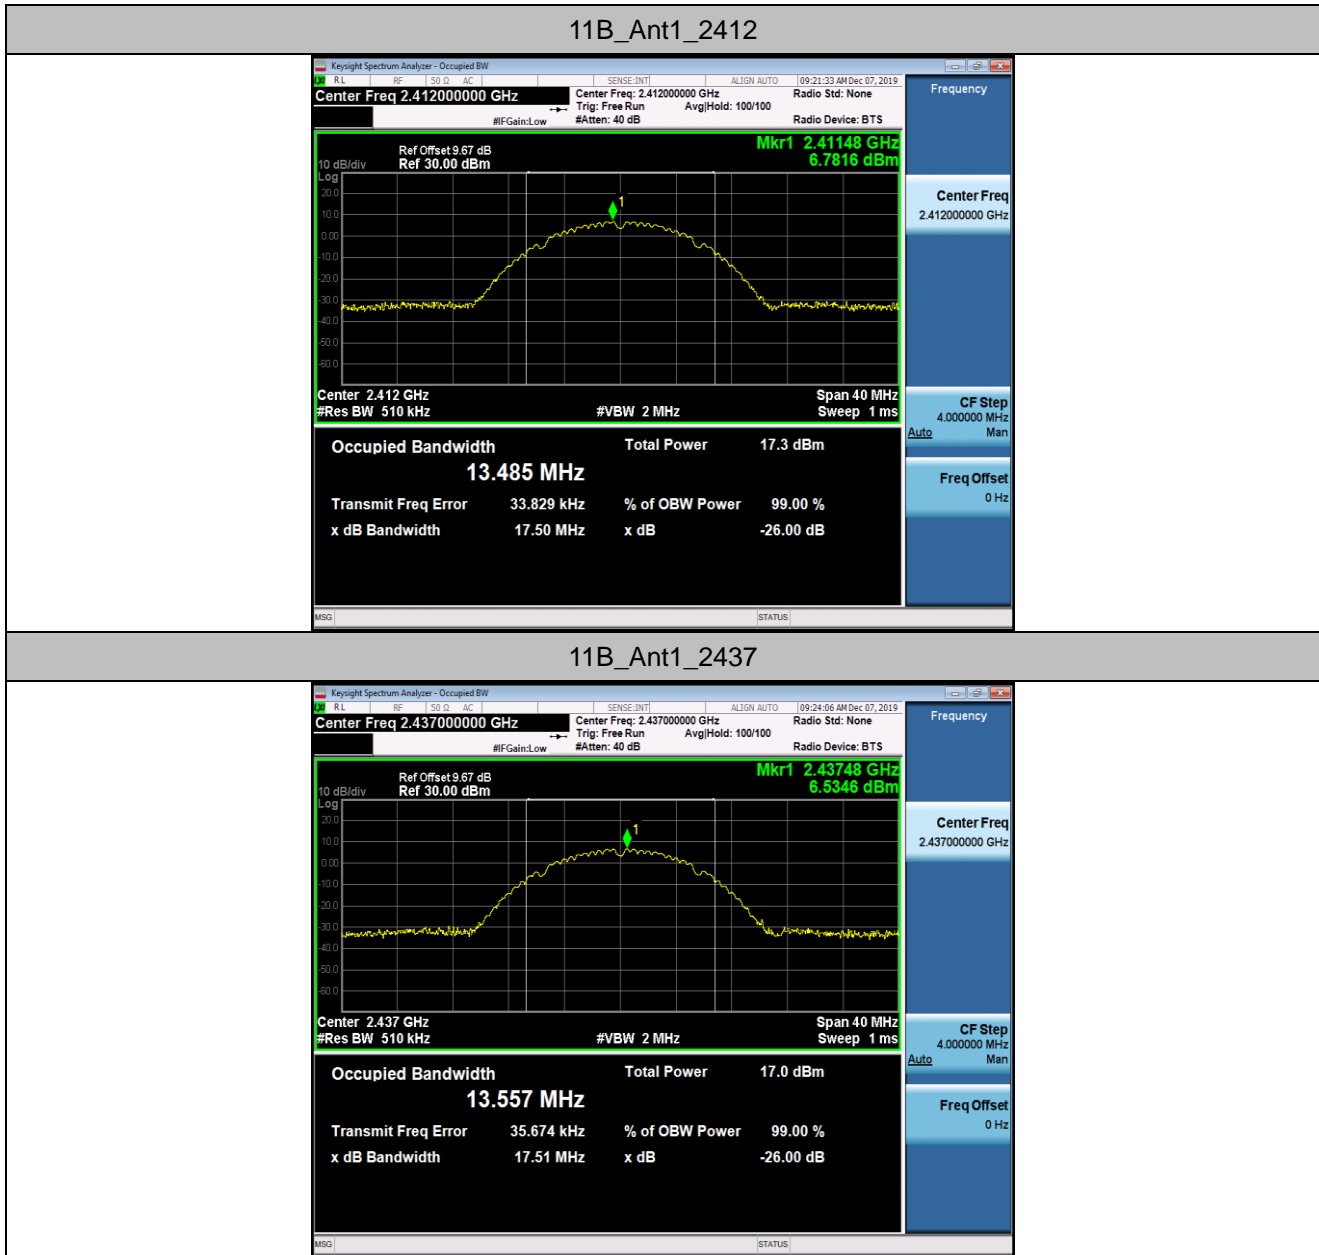 11B_Ant1_2412
Keysight Spectrum Analyzer - Occupied BW
RL RF 50 Ω AC SENSE:INT ALIGN AUTO 09:21:33 AM Dec 07, 2019
Center Freq 2.412000000 GHz Center Freq: 2.412000000 GHz Radio Std: None Frequency
Trig: Free Run Avg|Hold: 100/100
#IFGain:Low #Atten: 40 dB Radio Device: BTS
Mkr1 2.41148 GHz
Ref Offset 9.67 dB
10 dB/div Ref 30.00 dBm 6.7816 dBm
Log
20.0
10.0
0.00
-10.0
-20.0
-30.0
-40.0
-50.0
-60.0
1
Center Freq
2.412000000 GHz
Center 2.412 GHz Span 40 MHz
#Res BW 510 kHz #VBW 2 MHz Sweep 1 ms
CF Step
4.000000 MHz
Auto Man
Occupied Bandwidth Total Power 17.3 dBm
13.485 MHz
Freq Offset
0 Hz
Transmit Freq Error 33.829 kHz % of OBW Power 99.00 %
x dB Bandwidth 17.50 MHz x dB -26.00 dB
MSG STATUS
11B_Ant1_2437
Keysight Spectrum Analyzer - Occupied BW
RL RF 50 Ω AC SENSE:INT ALIGN AUTO 09:24:06 AM Dec 07, 2019
Center Freq 2.437000000 GHz Center Freq: 2.437000000 GHz Radio Std: None Frequency
Trig: Free Run Avg|Hold: 100/100
#IFGain:Low #Atten: 40 dB Radio Device: BTS
Mkr1 2.43748 GHz
Ref Offset 9.67 dB
10 dB/div Ref 30.00 dBm 6.5346 dBm
Log
20.0
10.0
0.00
-10.0
-20.0
-30.0
-40.0
-50.0
-60.0
1
Center Freq
2.437000000 GHz
Center 2.437 GHz Span 40 MHz
#Res BW 510 kHz #VBW 2 MHz Sweep 1 ms
CF Step
4.000000 MHz
Auto Man
Occupied Bandwidth Total Power 17.0 dBm
13.557 MHz
Freq Offset
0 Hz
Transmit Freq Error 35.674 kHz % of OBW Power 99.00 %
x dB Bandwidth 17.51 MHz x dB -26.00 dB
MSG STATUS